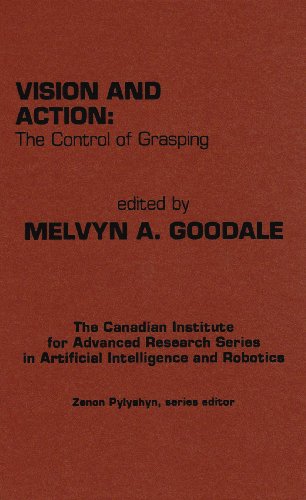 VISION AND
ACTION:
The Control of Grasping
edited by
MELVYN A. GOODALE
The Canadian Institute
for Advanced Research Series
in Artificial Intelligence and Robotics
Zenon Pylyshyn, series editor